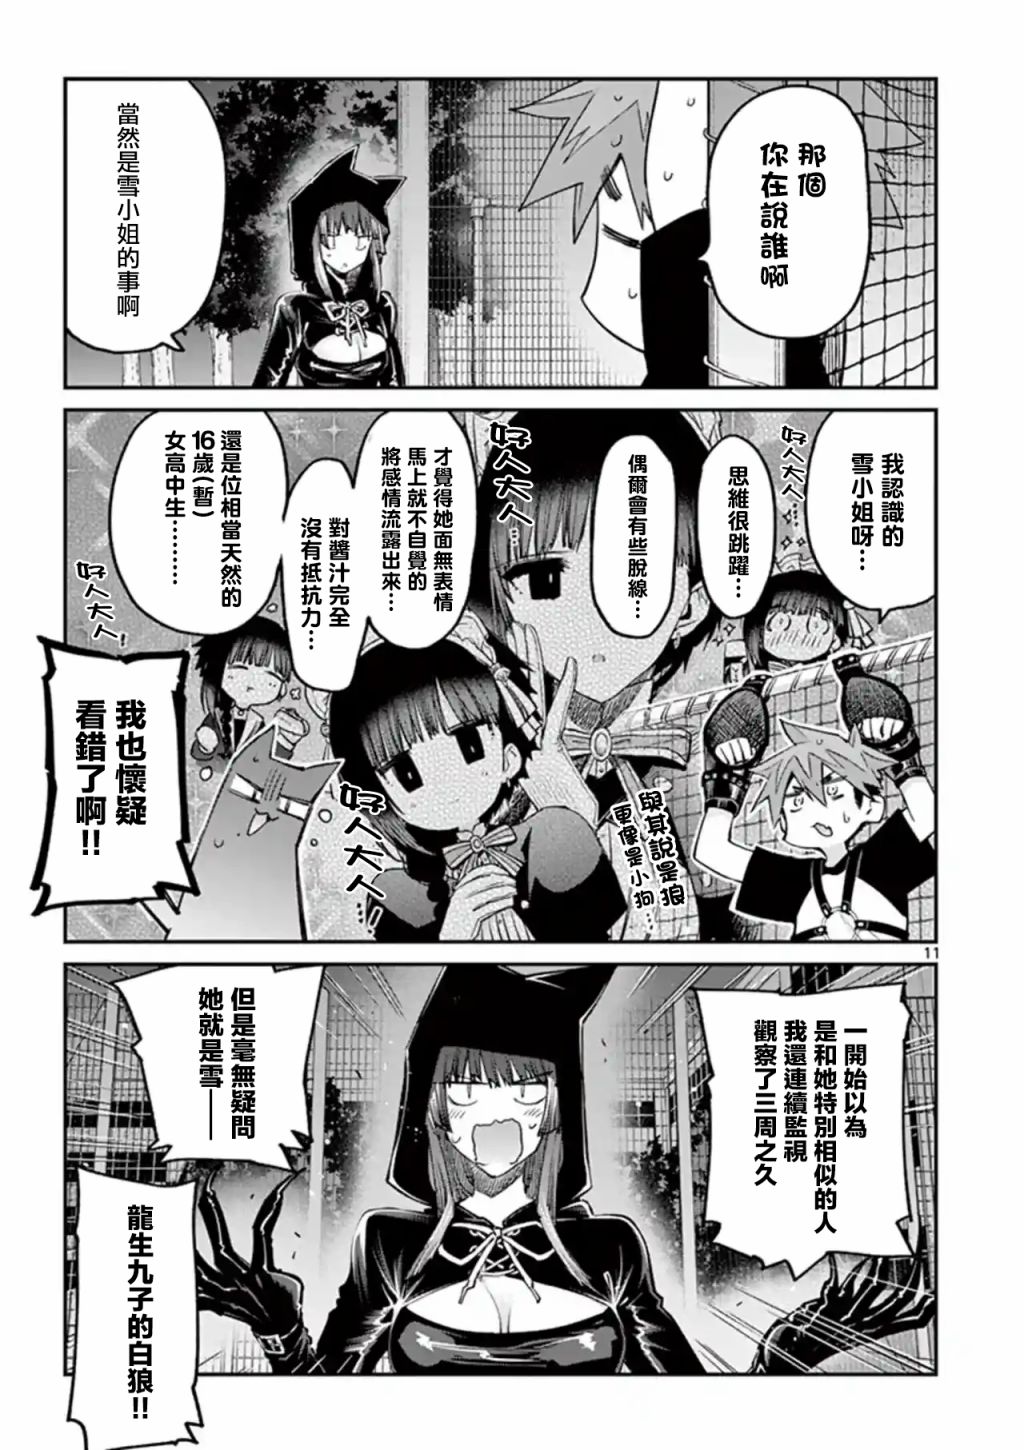 那個
你在說誰啊
當然是雪小姐的事啊
我認識的
雪小姐呀…
好人大人…
思維很跳躍…
偶爾會有些脫線…
好人大人…
才覺得她面無表情
馬上就不自覺的
將感情流露出來…
對醬汁完全
沒有抵抗力…
還是位相當天然的
16歲(暫)
女高中生………
好人大人!
好人大人…
與其說是狼
更像是小狗…
我也懷疑
看錯了啊!!
11
一開始以為
是和她特別相似的人
我還連續監視
觀察了三周之久
但是毫無疑問
她就是雪——
龍生九子的白狼!!